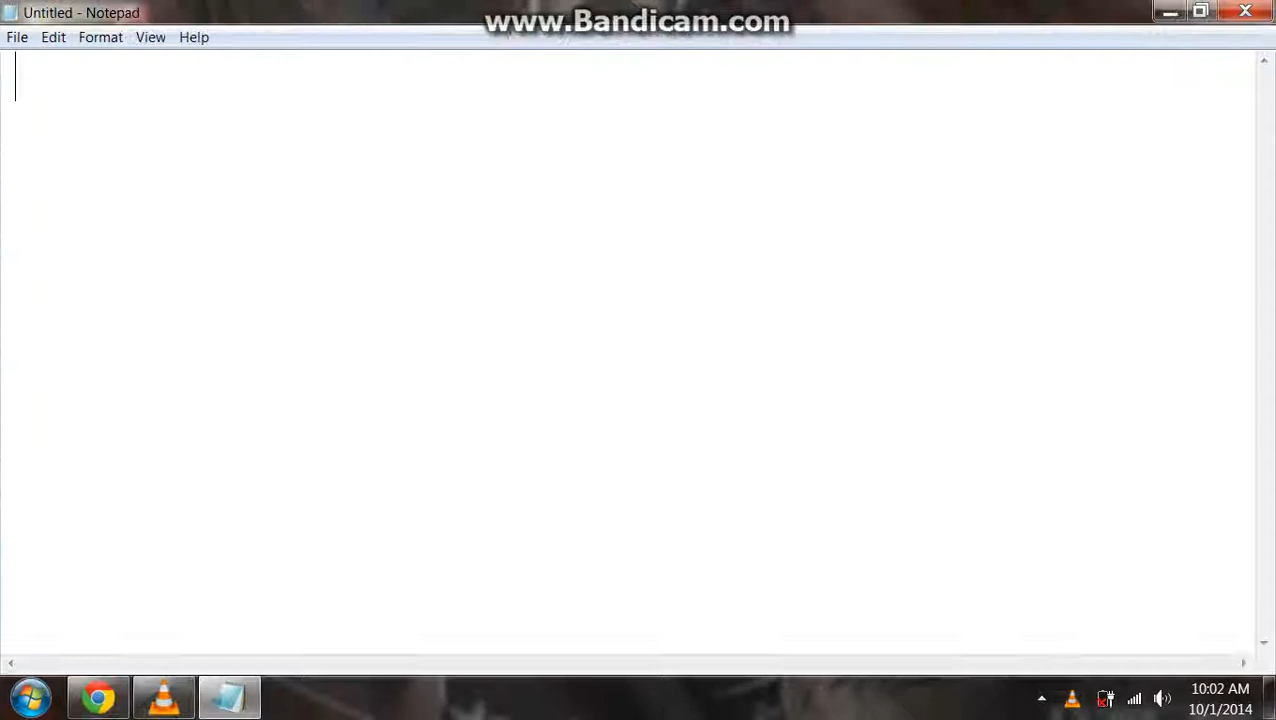 Untitled - Notepad
www.Bandicam.com
File Edit Format View Help
10:02 AM
10/1/2014